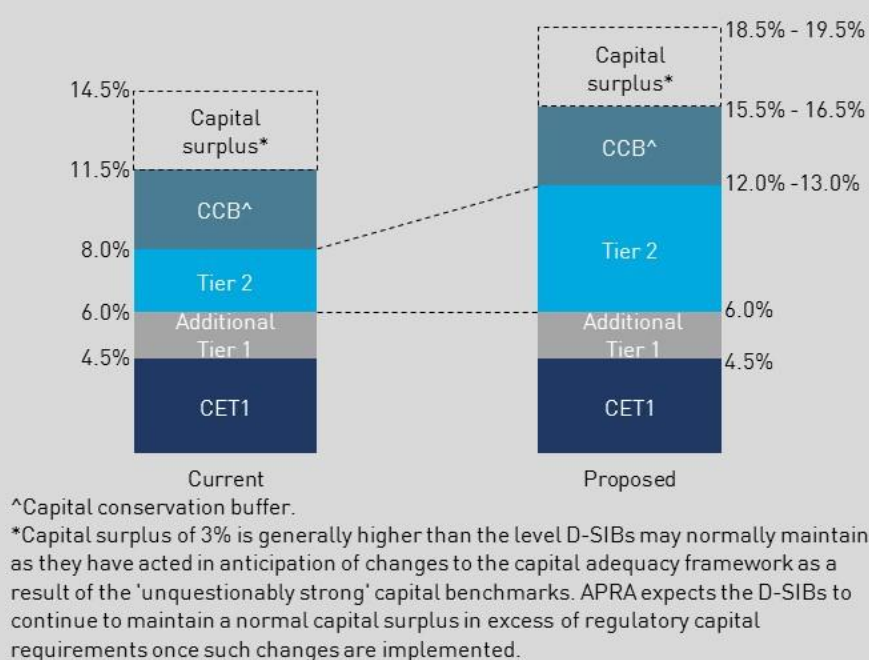 18.5% - 19.5%
Capital
surplus*
14.5%
15.5% - 16.5%
Capital
surplus*
CCB^
11.5%
12.0% -13.0%
CCB^
8.0%
Tier 2
Tier 2
6.0%
6.0%
Additional
Tier 1
Additional
Tier 1
4.5%
4.5%
CET1
CET1
Current
Proposed
^Capital conservation buffer.
*Capital surplus of 3% is generally higher than the level D-SIBs may normally maintain
as they have acted in anticipation of changes to the capital adequacy framework as a
result of the 'unquestionably strong' capital benchmarks. APRA expects the D-SIBs to
continue to maintain a normal capital surplus in excess of regulatory capital
requirements once such changes are implemented.